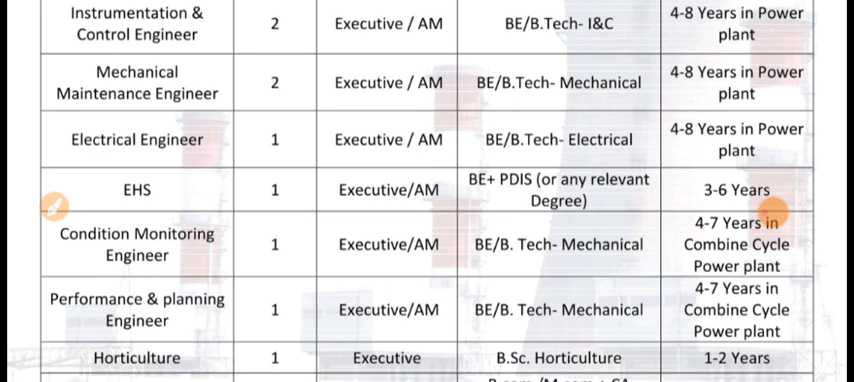 Instrumentation &
Control Engineer
2
Executive / AM
BE/B.Tech- I&C
4-8 Years in Power
plant
Mechanical
Maintenance Engineer
2
Executive / AM
BE/B.Tech- Mechanical
4-8 Years in Power
plant
Electrical Engineer
1
Executive / AM
BE/B.Tech- Electrical
4-8 Years in Power
plant
EHS
1
Executive/AM
BE+ PDIS (or any relevant
Degree)
3-6 Years
Condition Monitoring
Engineer
1
Executive/AM
BE/B. Tech- Mechanical
4-7 Years in
Combine Cycle
Power plant
Performance & planning
Engineer
1
Executive/AM
BE/B. Tech- Mechanical
4-7 Years in
Combine Cycle
Power plant
Horticulture
1
Executive
B.Sc. Horticulture
1-2 Years